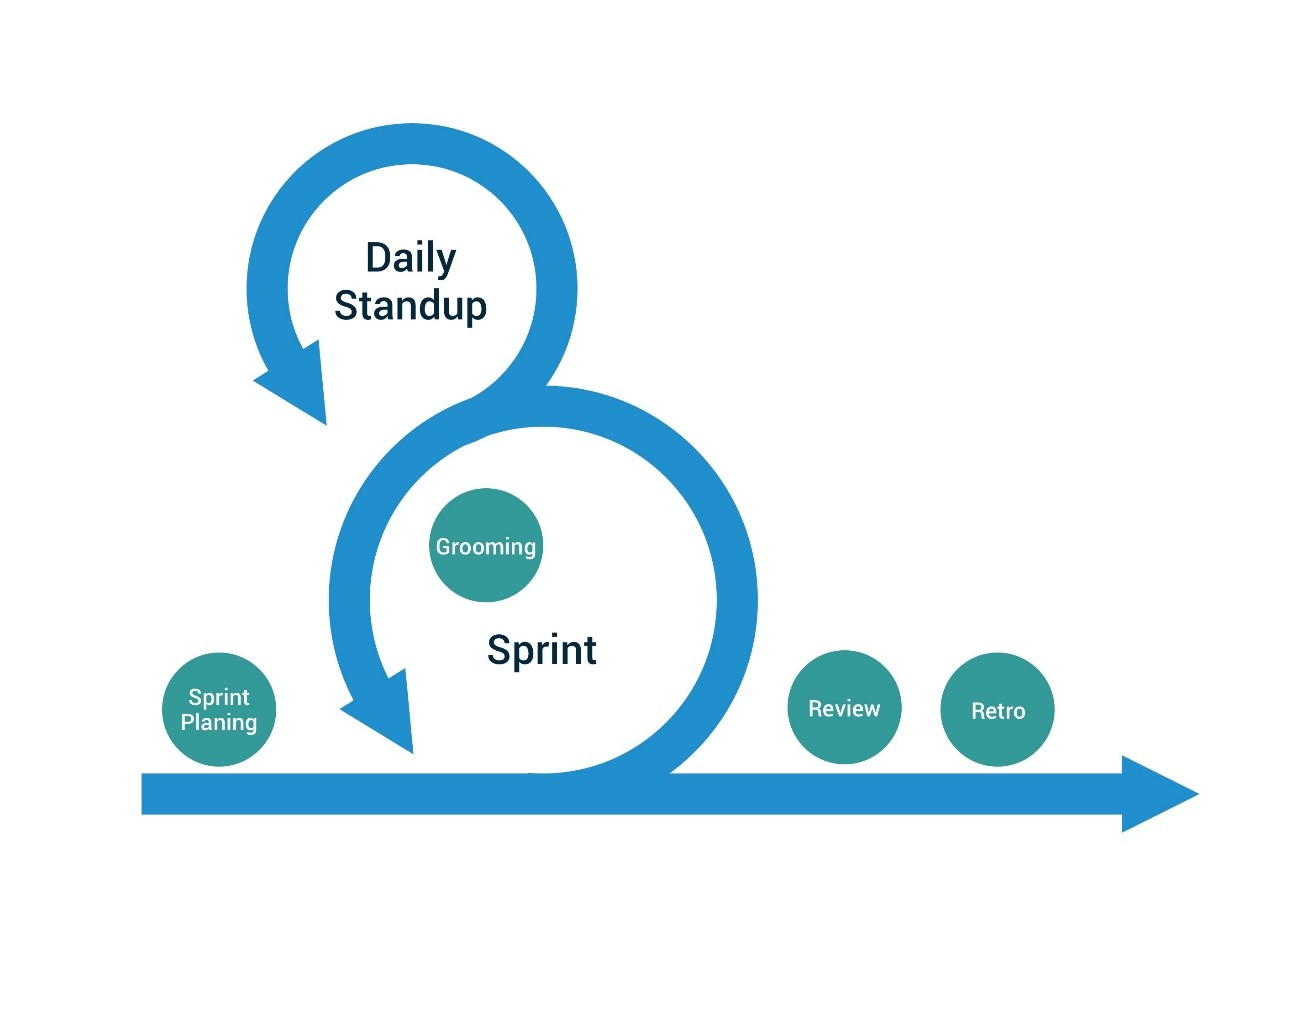 Daily
Standup
Grooming
Sprint
Sprint
Planing
Review
Retro